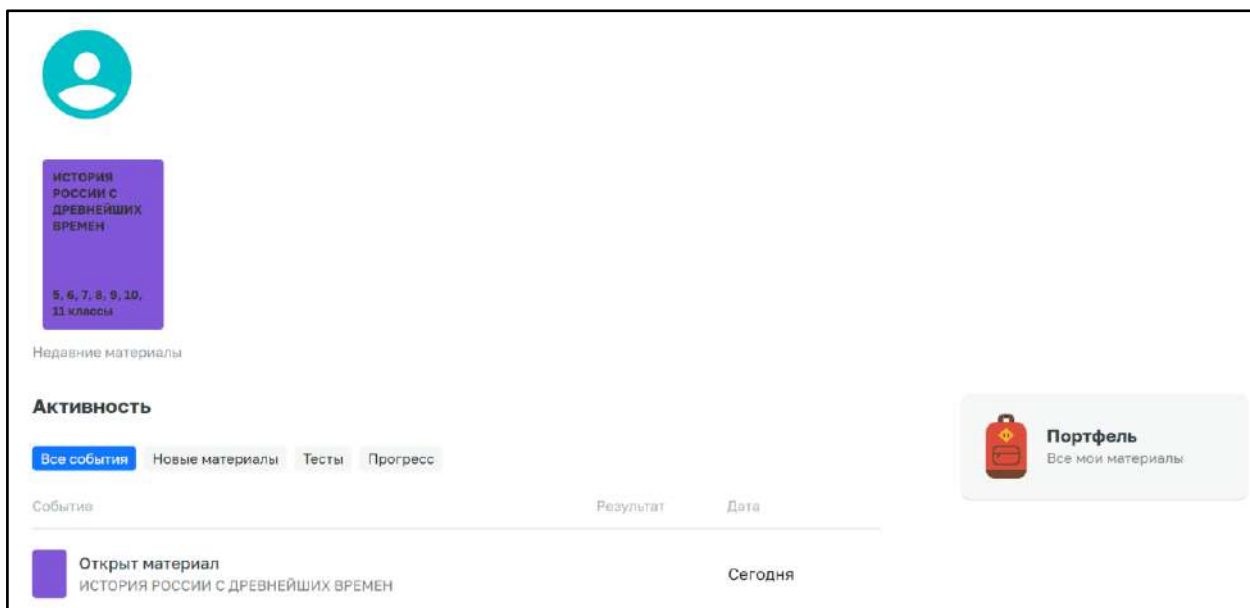 ИСТОРИЯ
РОССИИ С
ДРЕВНЕЙШИХ
ВРЕМЕН
5, 6, 7, 8, 9, 10,
11 классы
Недавние материалы
Активность
Все события Новые материалы Тесты Прогресс
Событие Результат Дата
Открыт материал
ИСТОРИЯ РОССИИ С ДРЕВНЕЙШИХ ВРЕМЕН
Сегодня
Портфель
Все мои материалы